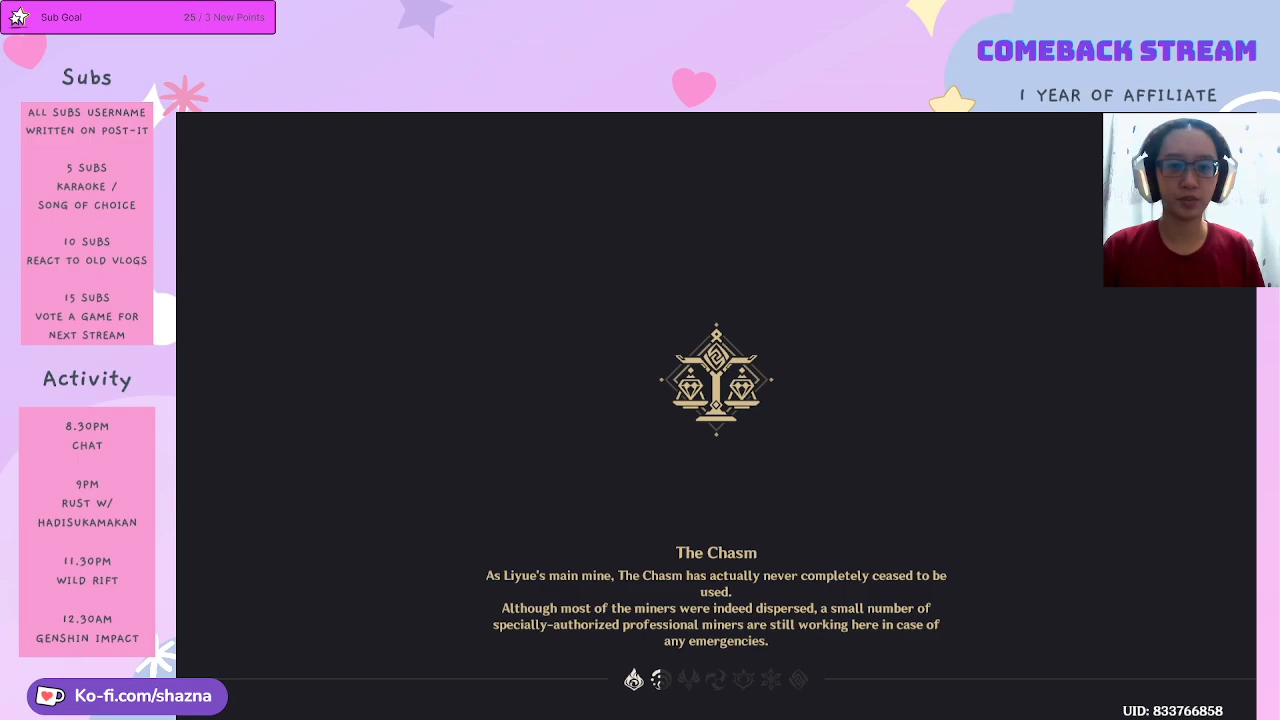 Sub Goal
25 / 3 New Points
COMEBACK STREAM
1 YEAR OF AFFILIATE
Subs
ALL SUBS USERNAME
WRITTEN ON POST-IT
5 SUBS
KARAOKE /
SONG OF CHOICE
10 SUBS
REACT TO OLD VLOGS
15 SUBS
VOTE A GAME FOR
NEXT STREAM
Activity
8.30PM
CHAT
9PM
RUST W/
HADISUKAMAKAN
11.30PM
WILD RIFT
12.30AM
GENSHIN IMPACT
Ko-fi.com/shazna
The Chasm
As Liyue's main mine, The Chasm has actually never completely ceased to be
used.
Although most of the miners were indeed dispersed, a small number of
specially-authorized professional miners are still working here in case of
any emergencies.
UID: 833766858